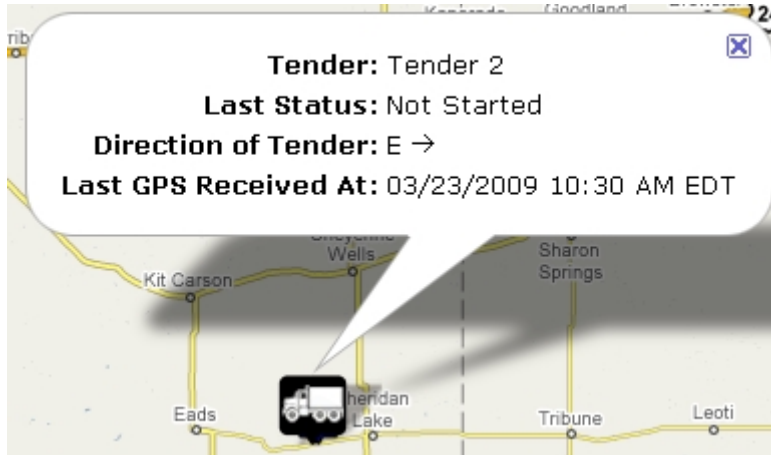 Goodland
Tender: Tender 2
Last Status: Not Started
Direction of Tender: E →
Last GPS Received At: 03/23/2009 10:30 AM EDT
Wells
Sharon
Springs
Kit Carson
Eads
Lake
Tribune
Leoti